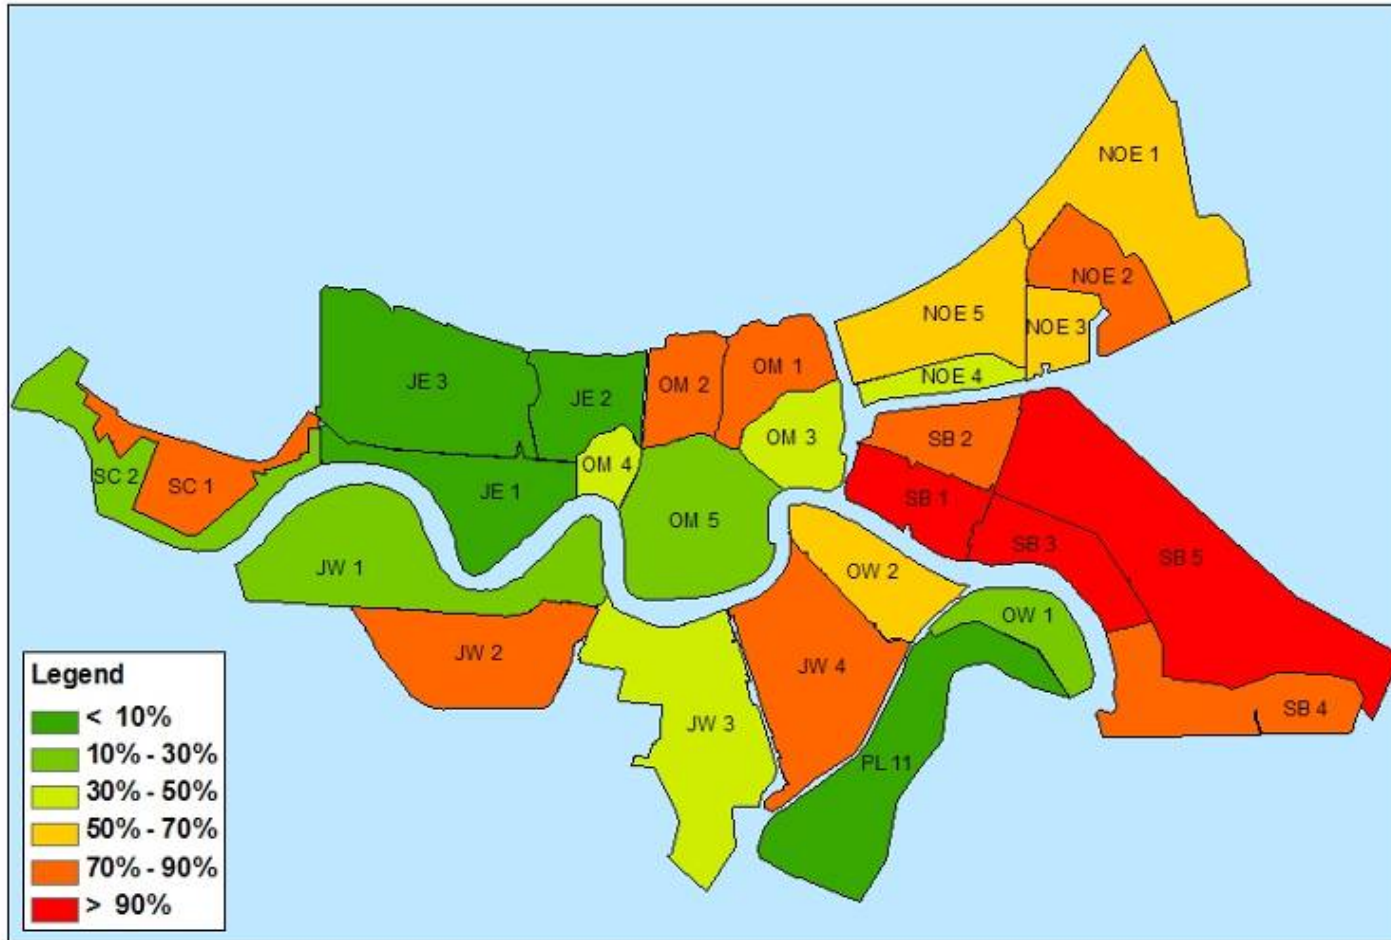 NOE 1
NOE 2
NOE 5
NOE 3
NOE 4
OM 1
OM 2
JE 3
JE 2
OM 3
SB 2
OM 4
SC 2
SC 1
JE 1
SB 1
OM 5
SB 3
SB 5
JW 1
OW 2
OW 1
JW 2
JW 4
SB 4
JW 3
PL 11
Legend
< 10%
10% - 30%
30% - 50%
50% - 70%
70% - 90%
> 90%